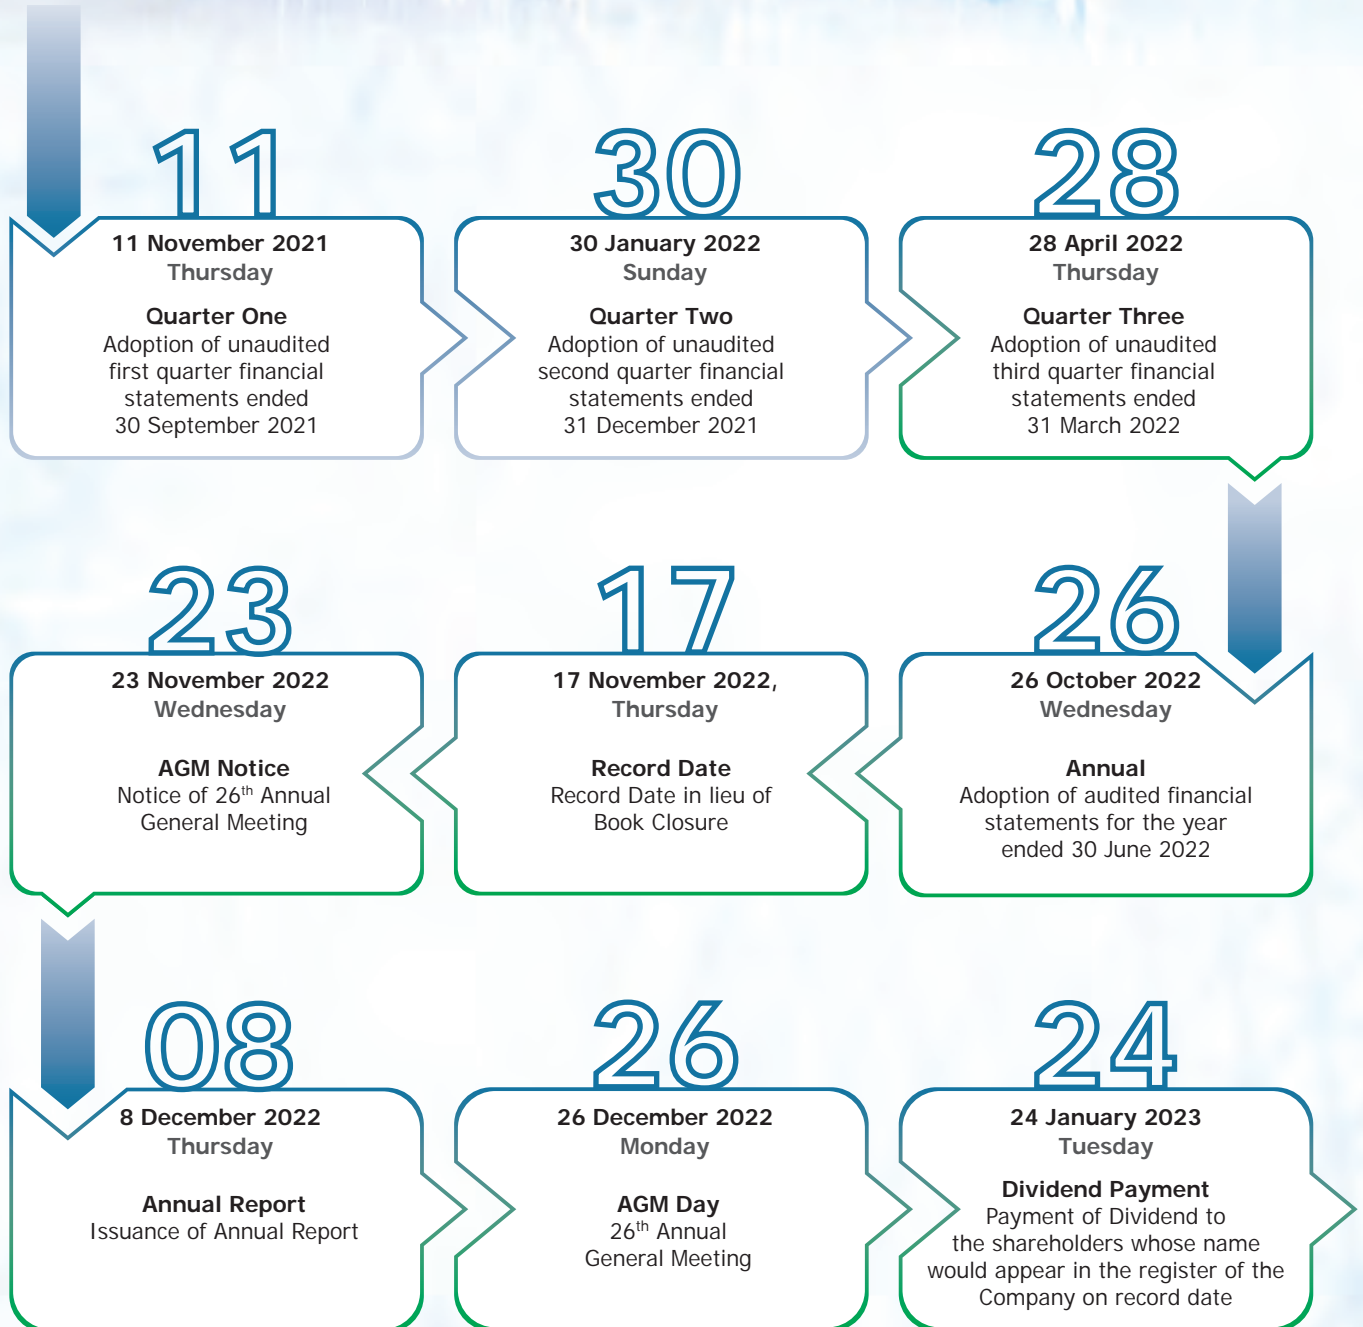 11
11 November 2021
Thursday
Quarter One
Adoption of unaudited
first quarter financial
statements ended
30 September 2021
30
30 January 2022
Sunday
Quarter Two
Adoption of unaudited
second quarter financial
statements ended
31 December 2021
28
28 April 2022
Thursday
Quarter Three
Adoption of unaudited
third quarter financial
statements ended
31 March 2022
26
26 October 2022
Wednesday
Annual
Adoption of audited financial
statements for the year
ended 30 June 2022
17
17 November 2022,
Thursday
Record Date
Record Date in lieu of
Book Closure
23
23 November 2022
Wednesday
AGM Notice
Notice of 26th Annual
General Meeting
08
8 December 2022
Thursday
Annual Report
Issuance of Annual Report
26
26 December 2022
Monday
AGM Day
26th Annual
General Meeting
24
24 January 2023
Tuesday
Dividend Payment
Payment of Dividend to
the shareholders whose name
would appear in the register of the
Company on record date